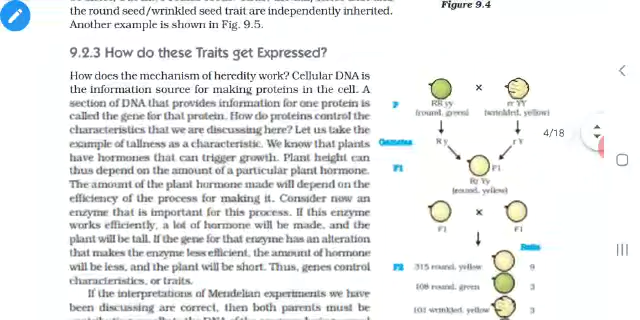 the round seed/wrinkled seed trait are independently inherited.
Another example is shown in Fig. 9.5.
Figure 9.4
9.2.3 How do these Traits get Expressed?
How does the mechanism of heredity work? Cellular DNA is
the information source for making proteins in the cell. A
section of DNA that provides information for one protein is
called the gene for that protein. How do proteins control the
characteristics that we are discussing here? Let us take the
example of tallness as a characteristic. We know that plants
have hormones that can trigger growth. Plant height can
thus depend on the amount of a particular plant hormone.
The amount of the plant hormone made will depend on the
efficiency of the process for making it. Consider now an
enzyme that is important for this process. If this enzyme
works efficiently, a lot of hormone will be made, and the
plant will be tall. If the gene for that enzyme has an alteration
that makes the enzyme less efficient, the amount of hormone
will be less, and the plant will be short. Thus, genes control
characteristics, or traits.
If the interpretations of Mendelian experiments we have
been discussing are correct, then both parents must be
P
×
RR yy
rr YY
(round, green)
(wrinkled, yellow)
Gametes
R y
r Y
F1
F1
Rr Yy
(round, yellow)
×
F1
F1
Ratio
F2
315 round, yellow
9
108 round, green
3
101 wrinkled, yellow
3
4/18